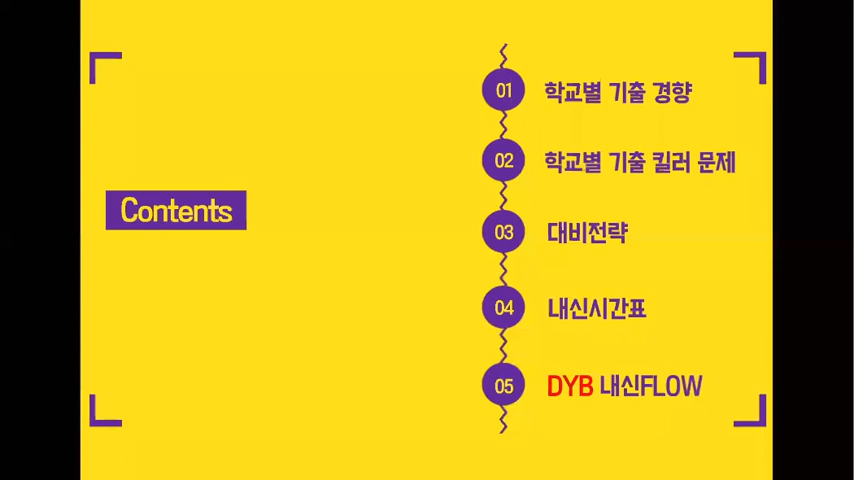 Contents
01 학교별 기출 경향
02 학교별 기출 킬러 문제
03 대비전략
04 내신시간표
05 DYB 내신FLOW